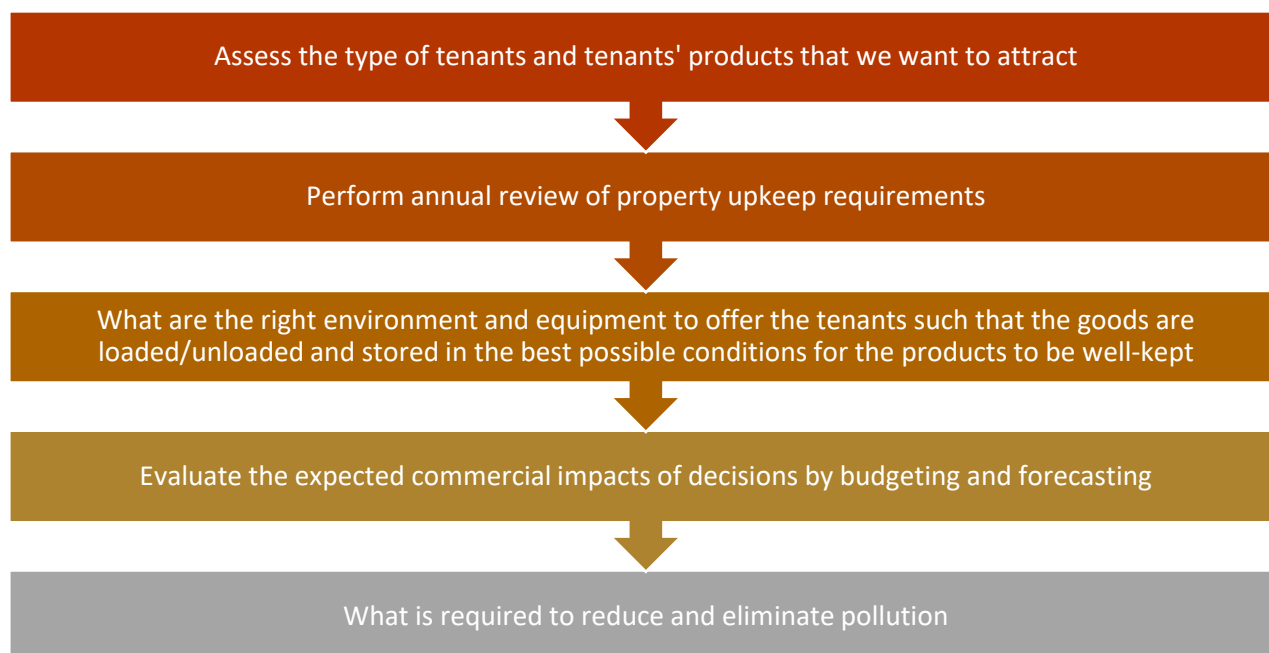 Assess the type of tenants and tenants' products that we want to attract
Perform annual review of property upkeep requirements
What are the right environment and equipment to offer the tenants such that the goods are
loaded/unloaded and stored in the best possible conditions for the products to be well-kept
Evaluate the expected commercial impacts of decisions by budgeting and forecasting
What is required to reduce and eliminate pollution